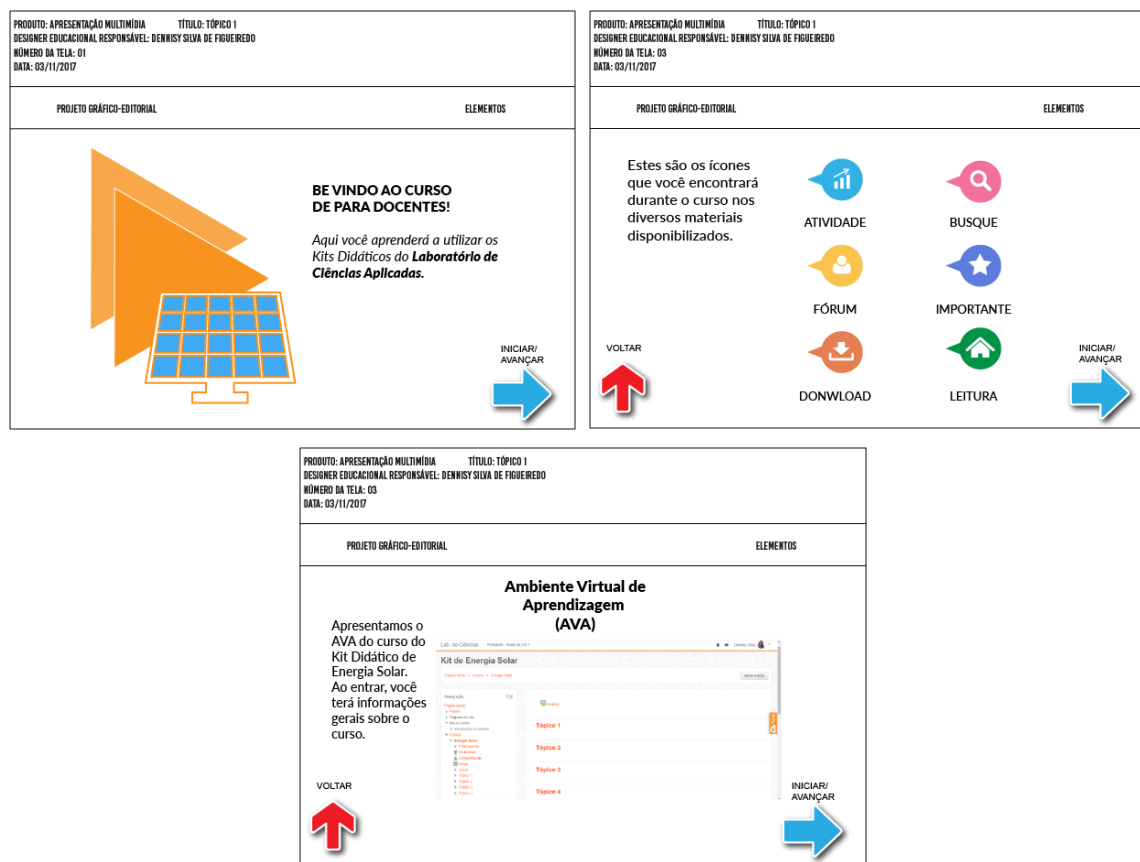 PRODUTO: APRESENTAÇÃO MULTIMÍDIA TÍTULO: TÓPICO 1
DESIGNER EDUCACIONAL RESPONSÁVEL: DENNISY SILVA DE FIGUEIREDO
NÚMERO DA TELA: 01
DATA: 03/11/2017
PROJETO GRÁFICO-EDITORIAL ELEMENTOS
BE VINDO AO CURSO
DE PARA DOCENTES!
Aqui você aprenderá a utilizar os
Kits Didáticos do Laboratório de
Ciências Aplicadas.
INICIAR/
AVANÇAR
PRODUTO: APRESENTAÇÃO MULTIMÍDIA TÍTULO: TÓPICO 1
DESIGNER EDUCACIONAL RESPONSÁVEL: DENNISY SILVA DE FIGUEIREDO
NÚMERO DA TELA: 03
DATA: 03/11/2017
PROJETO GRÁFICO-EDITORIAL ELEMENTOS
Estes são os ícones
que você encontrará
durante o curso nos
diversos materiais
disponibilizados.
ATIVIDADE BUSQUE
FÓRUM IMPORTANTE
DONWLOAD LEITURA
VOLTAR
INICIAR/
AVANÇAR
PRODUTO: APRESENTAÇÃO MULTIMÍDIA TÍTULO: TÓPICO 1
DESIGNER EDUCACIONAL RESPONSÁVEL: DENNISY SILVA DE FIGUEIREDO
NÚMERO DA TELA: 03
DATA: 03/11/2017
PROJETO GRÁFICO-EDITORIAL ELEMENTOS
Ambiente Virtual de
Aprendizagem
(AVA)
Apresentamos o
AVA do curso do
Kit Didático de
Energia Solar.
Ao entrar, você
terá informações
gerais sobre o
curso.
Lab. de Ciências
Kit de Energia Solar
Tópico 1
Tópico 2
Tópico 3
Tópico 4
VOLTAR
INICIAR/
AVANÇAR